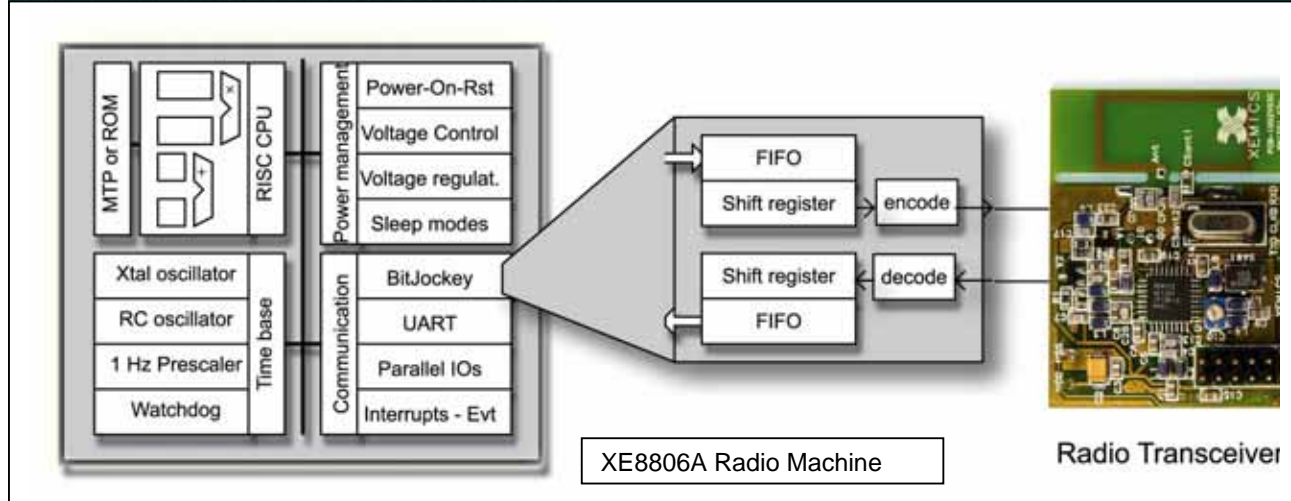 MTP or ROM
RISC CPU
×
+
Power management
Power-On-Rst
Voltage Control
Voltage regulat.
Sleep modes
Xtal oscillator
RC oscillator
1 Hz Prescaler
Watchdog
Time base
Communication
BitJockey
UART
Parallel IOs
Interrupts - Evt
FIFO
Shift register
encode
Shift register
decode
FIFO
XEMICS
Ant
XE8806A Radio Machine
Radio Transceiver